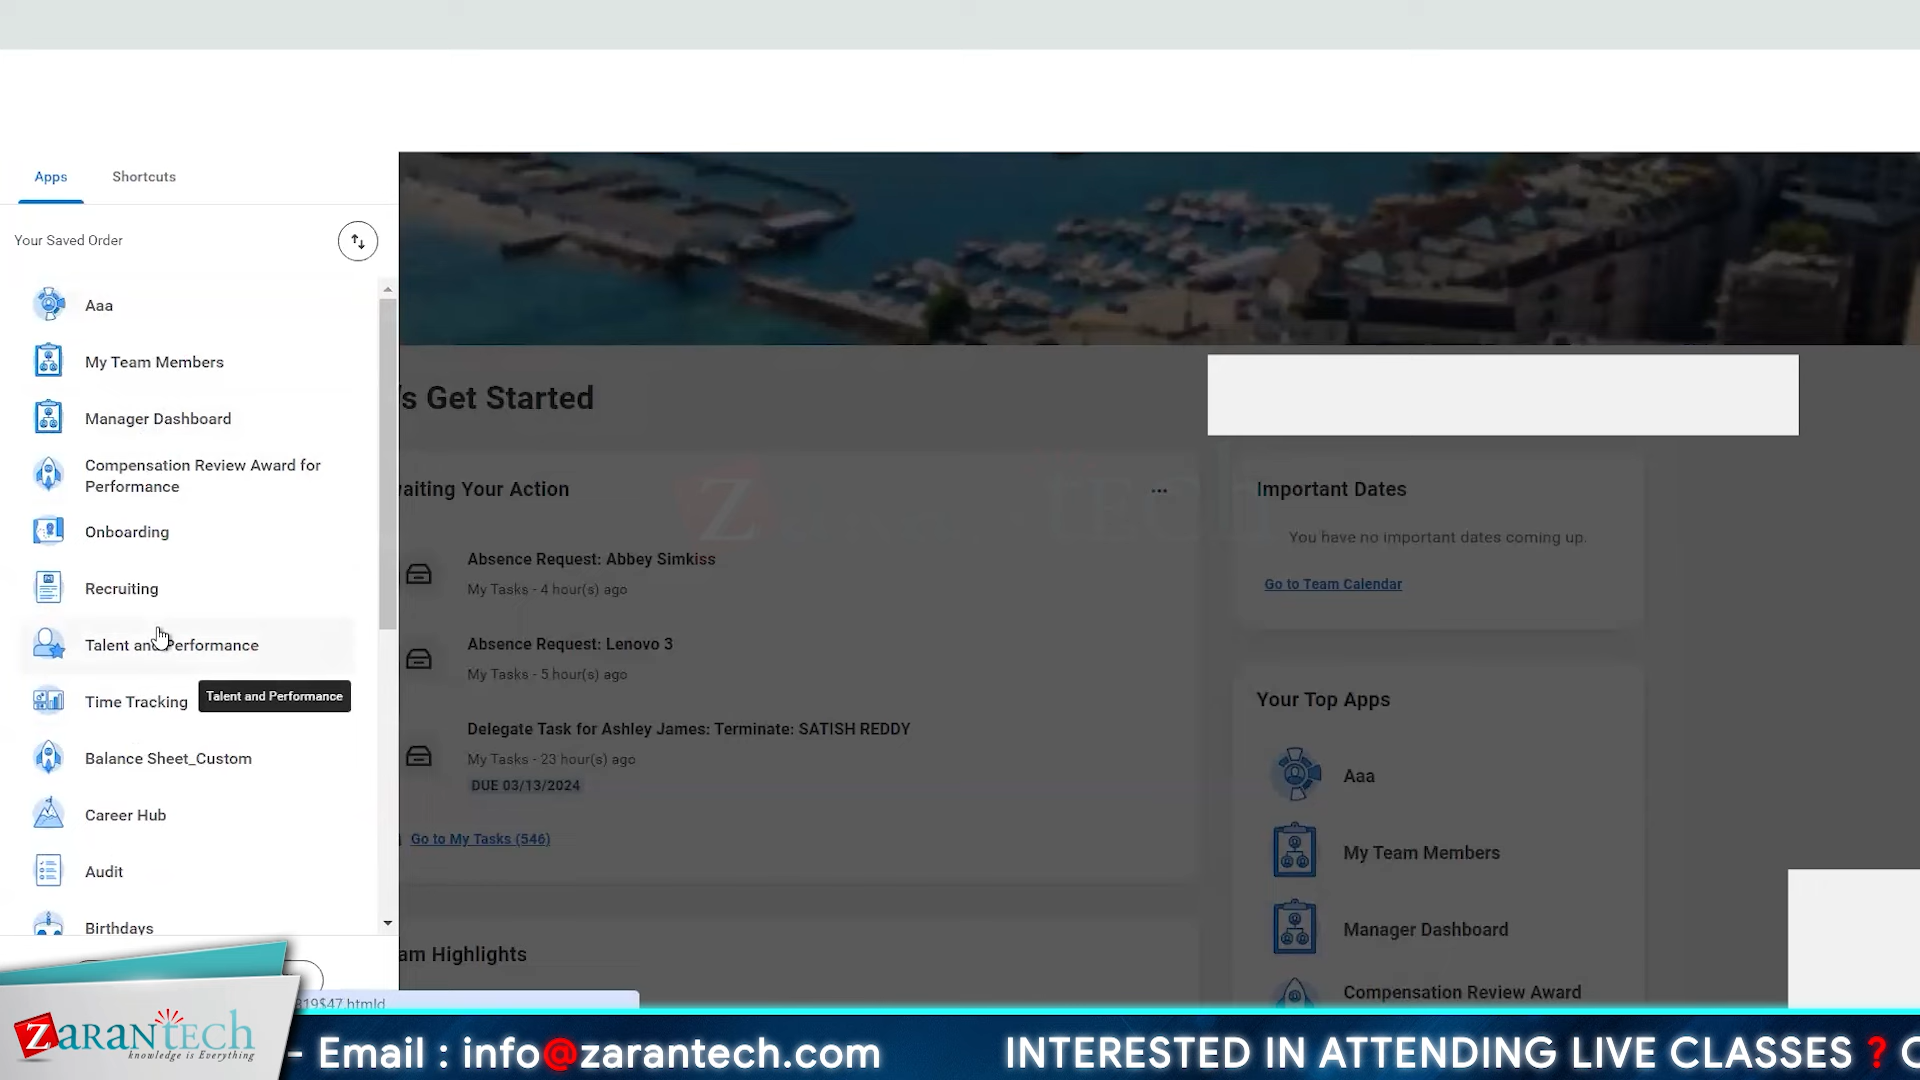 Apps
Shortcuts
Your Saved Order
Aaa
My Team Members
Manager Dashboard
Compensation Review Award for
Performance
Onboarding
Recruiting
Talent and Performance
Talent and Performance
Time Tracking
Balance Sheet_Custom
Career Hub
Audit
Birthdays
's Get Started
waiting Your Action
Absence Request: Abbey Simkiss
My Tasks - 4 hour(s) ago
Absence Request: Lenovo 3
My Tasks - 5 hour(s) ago
Delegate Task for Ashley James: Terminate: SATISH REDDY
My Tasks - 23 hour(s) ago
DUE 03/13/2024
Go to My Tasks (546)
am Highlights
Important Dates
You have no important dates coming up.
Go to Team Calendar
Your Top Apps
Aaa
My Team Members
Manager Dashboard
Compensation Review Award
319$47.htmld
ZARANTECH
knowledge is Everything
- Email : info@zarantech.com
INTERESTED IN ATTENDING LIVE CLASSES ? C